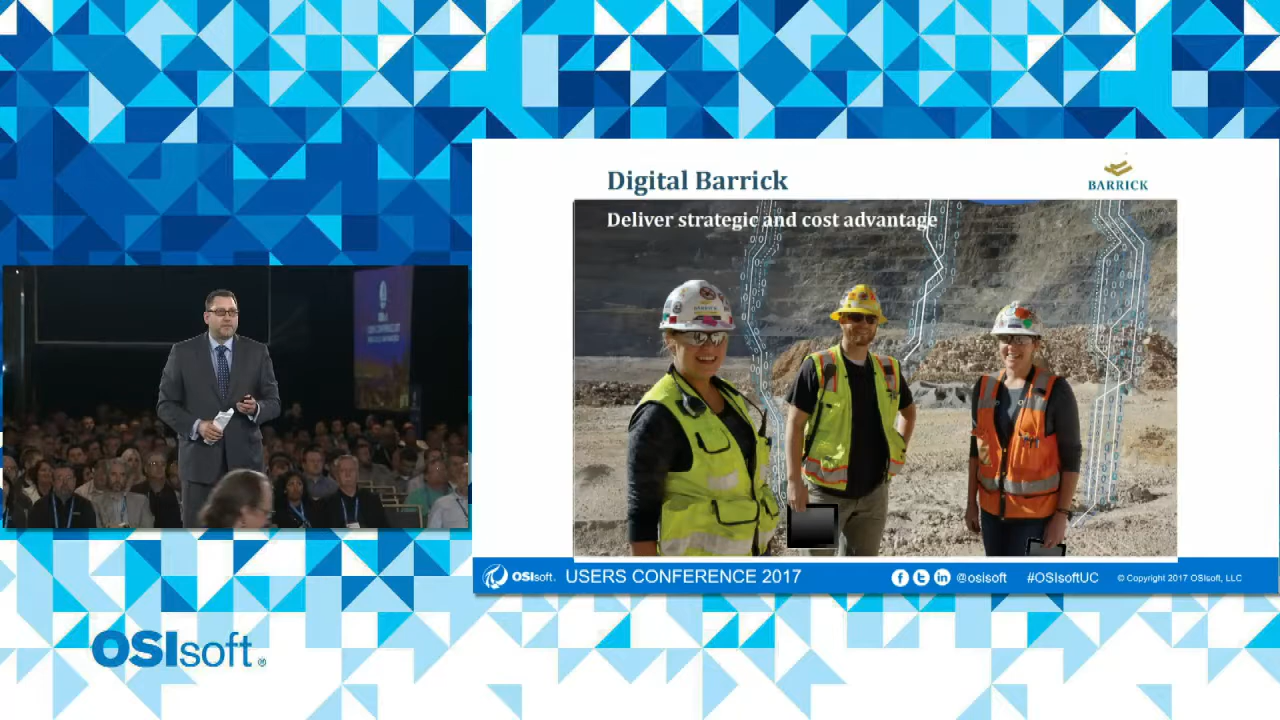 Digital Barrick
BARRICK
Deliver strategic and cost advantage
OSIsoft. USERS CONFERENCE 2017
@osisoft #OSIsoftUC © Copyright 2017 OSIsoft, LLC
OSIsoft®